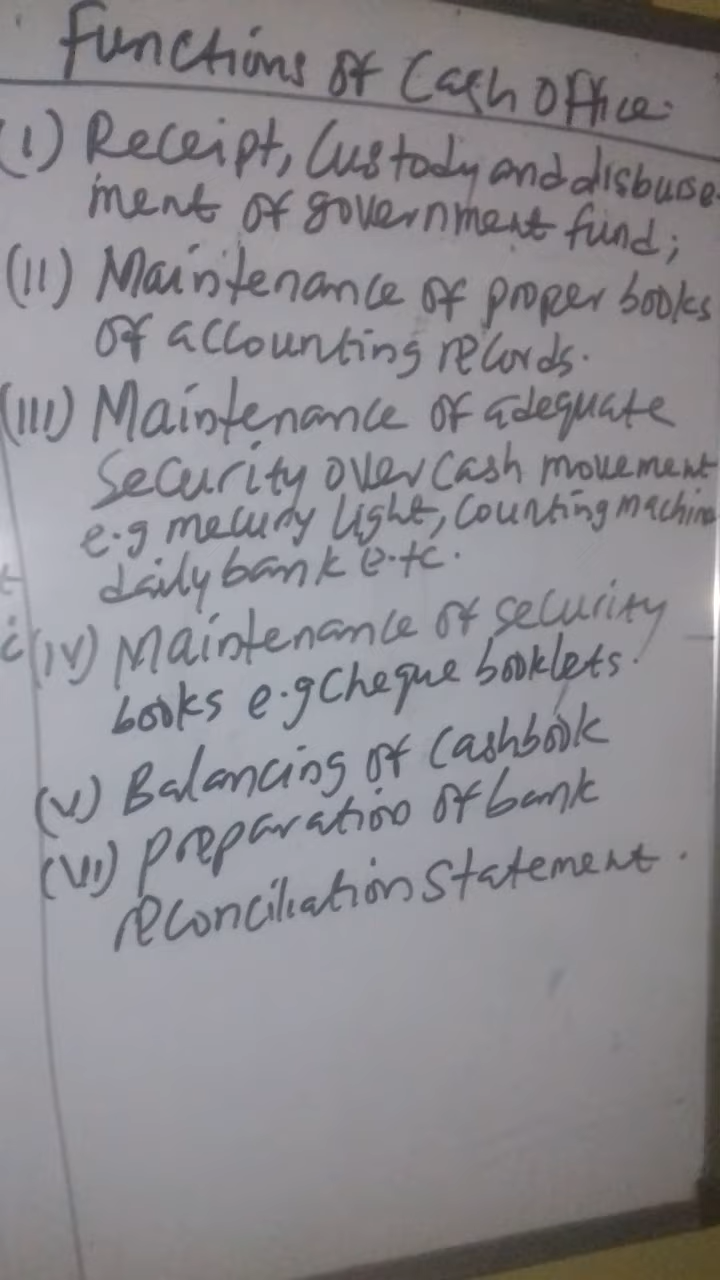 Functions of Cash Office.
(i) Receipt, Custody and disburse-
ment of government fund;
(ii) Maintenance of proper books
of accounting records.
(iii) Maintenance of adequate
Security over cash movement
e.g mecury light, Counting machine
daily bank e.tc.
(iv) Maintenance of security
books e.g Cheque booklets.
(v) Balancing of Cashbook
(vi) Preparation of bank
reconciliation Statement.